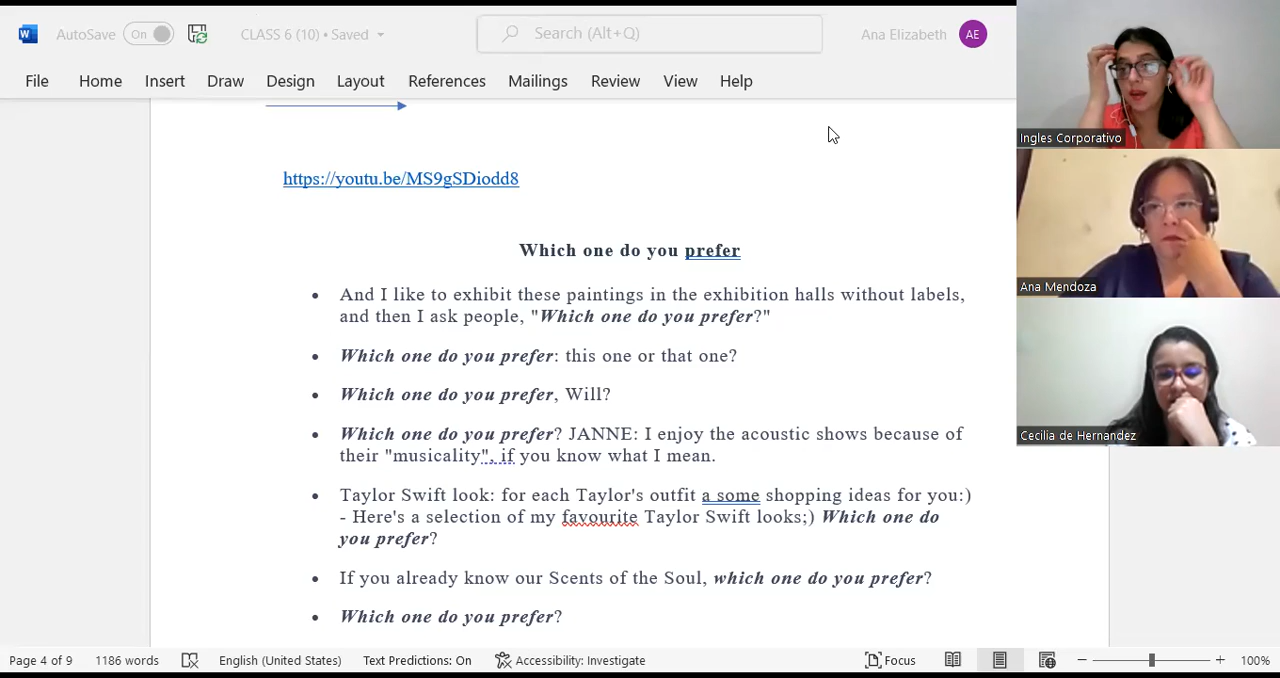 AutoSave On CLASS 6 (10) • Saved Search (Alt+Q) Ana Elizabeth AE
File Home Insert Draw Design Layout References Mailings Review View Help
Ingles Corporativo
https://youtu.be/MS9gSDiodd8
Which one do you prefer
Ana Mendoza
• And I like to exhibit these paintings in the exhibition halls without labels,
and then I ask people, "Which one do you prefer?"
• Which one do you prefer: this one or that one?
• Which one do you prefer, Will?
• Which one do you prefer? JANNE: I enjoy the acoustic shows because of
their "musicality", if you know what I mean.
Cecilia de Hernandez
• Taylor Swift look: for each Taylor's outfit a some shopping ideas for you:)
- Here's a selection of my favourite Taylor Swift looks;) Which one do
you prefer?
• If you already know our Scents of the Soul, which one do you prefer?
• Which one do you prefer?
Page 4 of 9 1186 words English (United States) Text Predictions: On Accessibility: Investigate Focus 100%